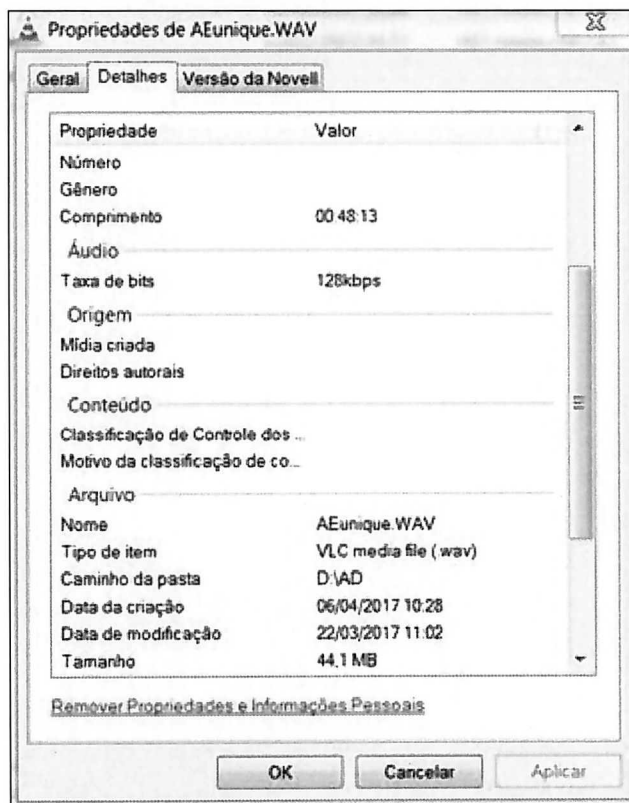 Propriedades de AEunique.WAV
Geral Detalhes Versão da Novell
Propriedade Valor
Número
Gênero
Comprimento 00:48:13
Áudio
Taxa de bits 128kbps
Origem
Mídia criada
Direitos autorais
Conteúdo
Classificação de Controle dos ...
Motivo da classificação de co...
Arquivo
Nome AEunique.WAV
Tipo de item VLC media file (.wav)
Caminho da pasta D:\AD
Data da criação 06/04/2017 10:28
Data de modificação 22/03/2017 11:02
Tamanho 44,1 MB
Remover Propriedades e Informações Pessoais
OK Cancelar Aplicar